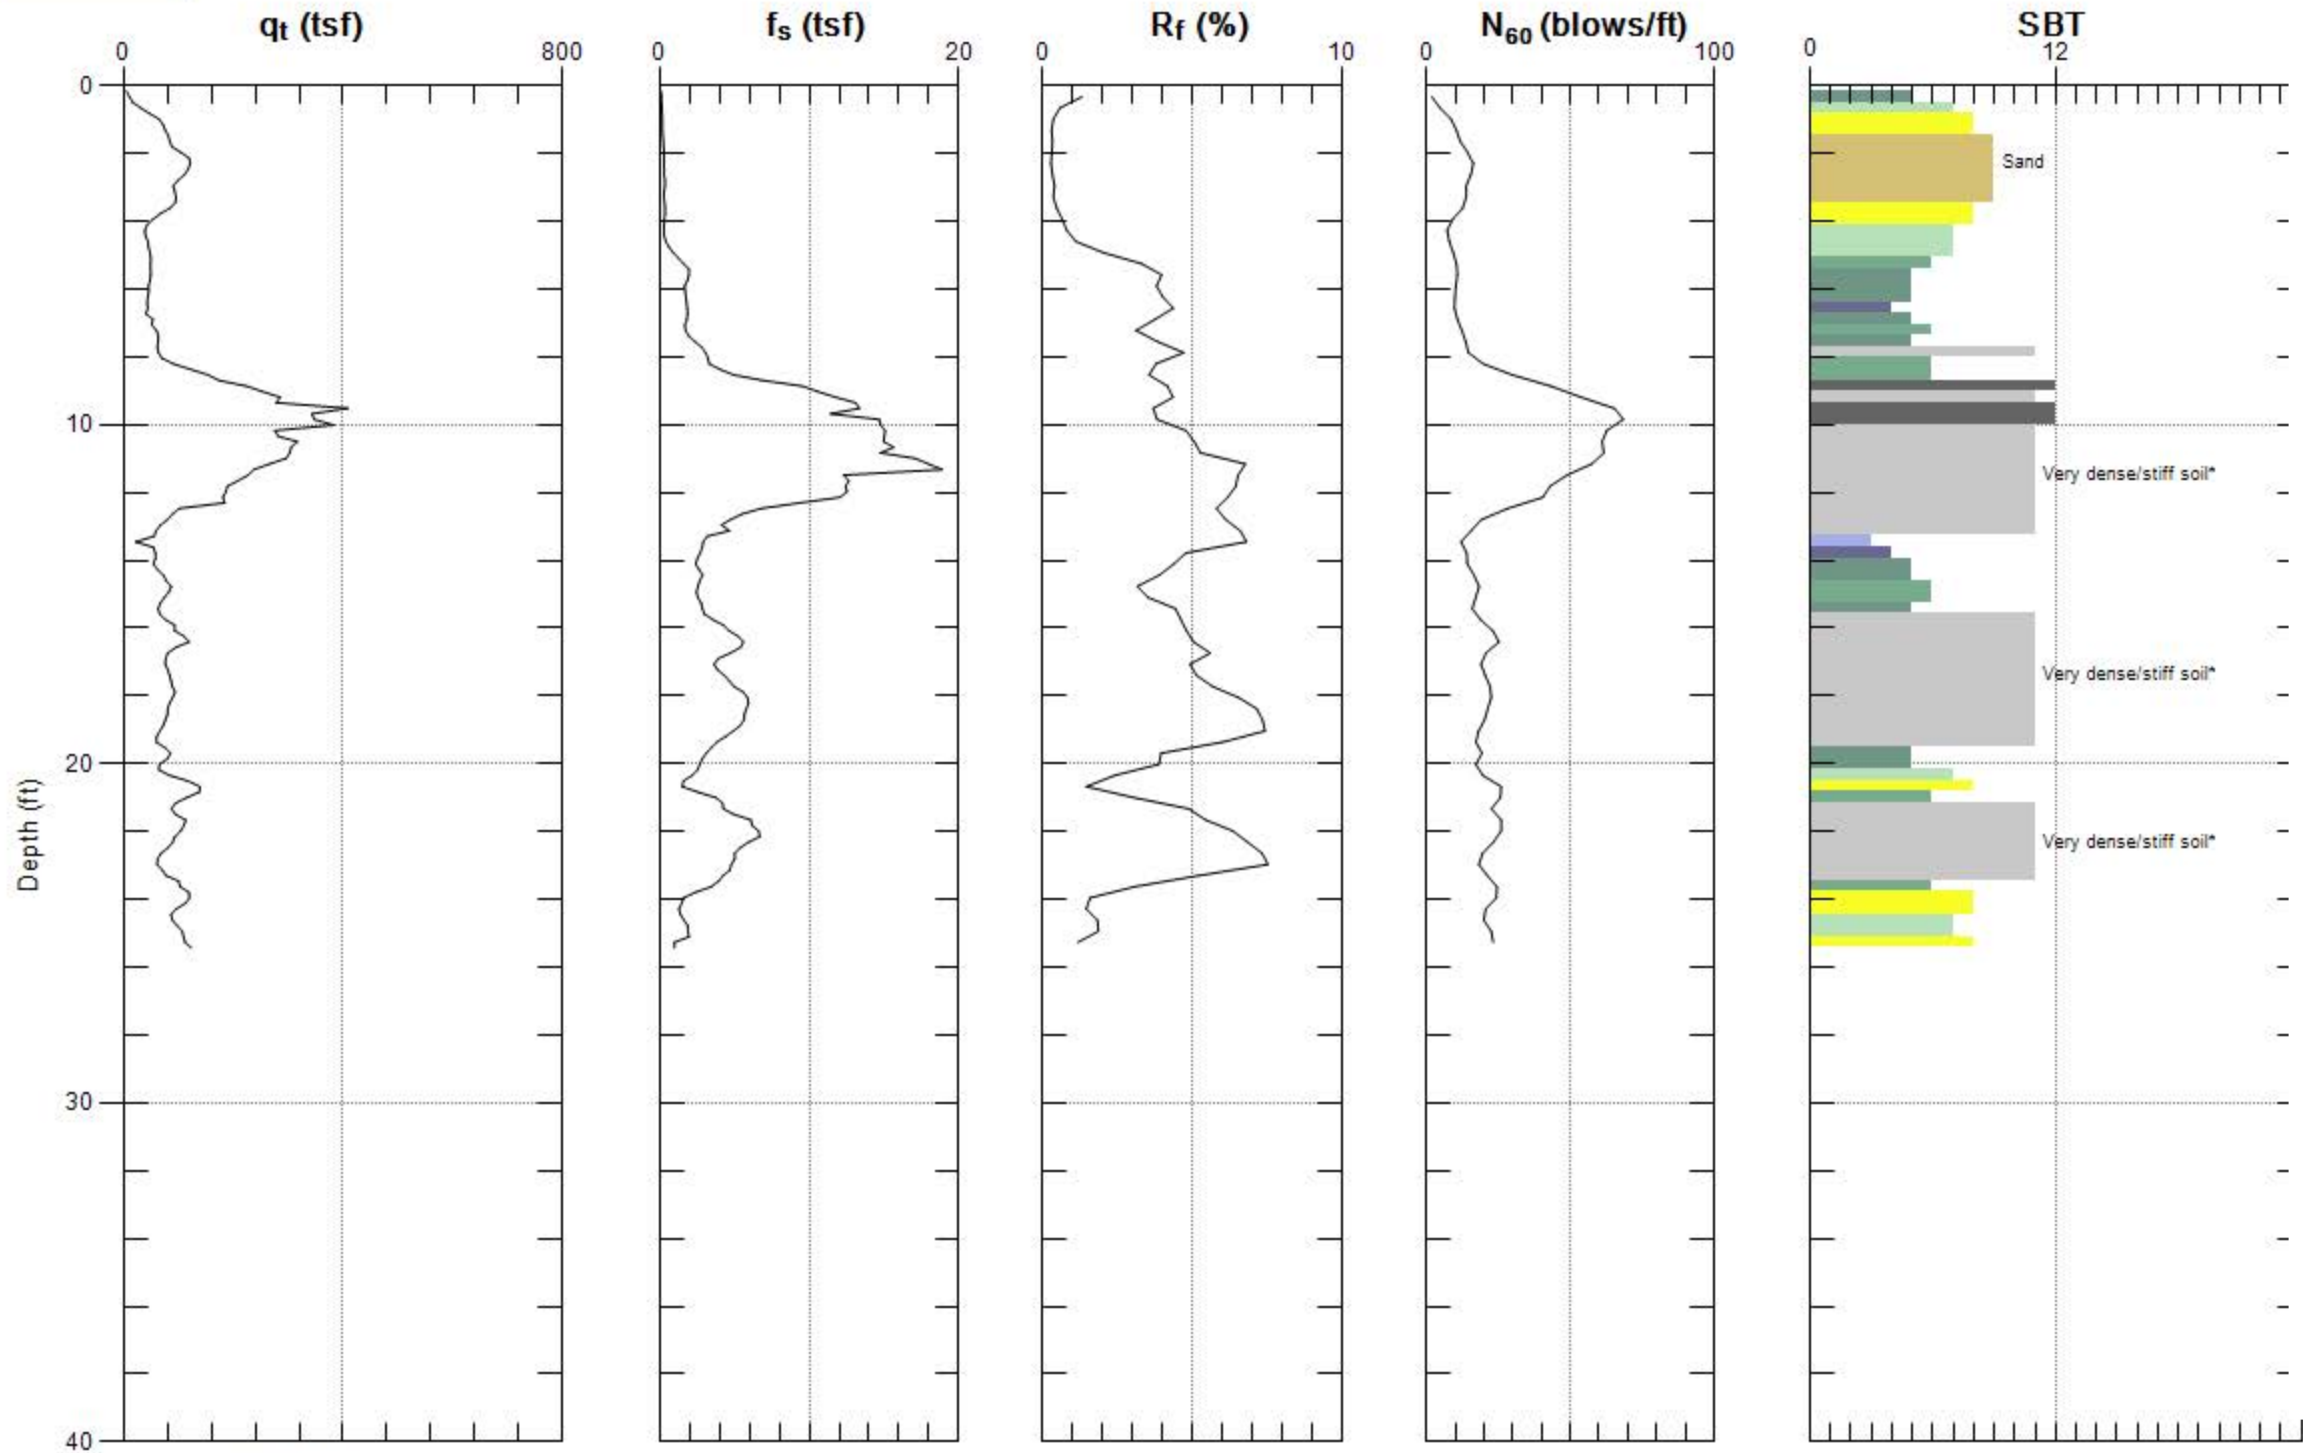 qt (tsf) fs (tsf) Rf (%) N60 (blows/ft) SBT
0 800 0 20 0 10 0 100 0 12
0
Sand
10
Very dense/stiff soil*
Very dense/stiff soil*
20
Depth (ft)
Very dense/stiff soil*
30
40